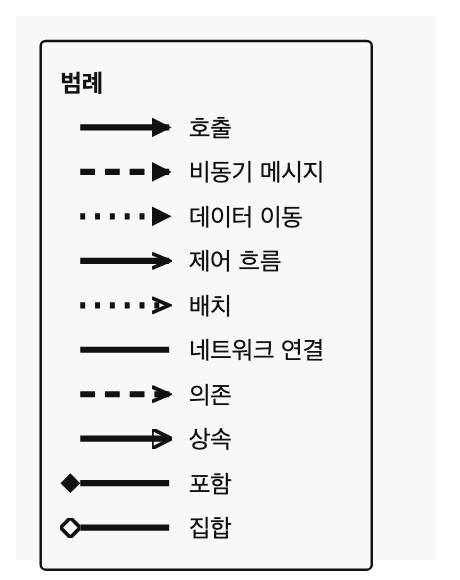 범례
호출
비동기 메시지
데이터 이동
제어 흐름
배치
네트워크 연결
의존
상속
포함
집합